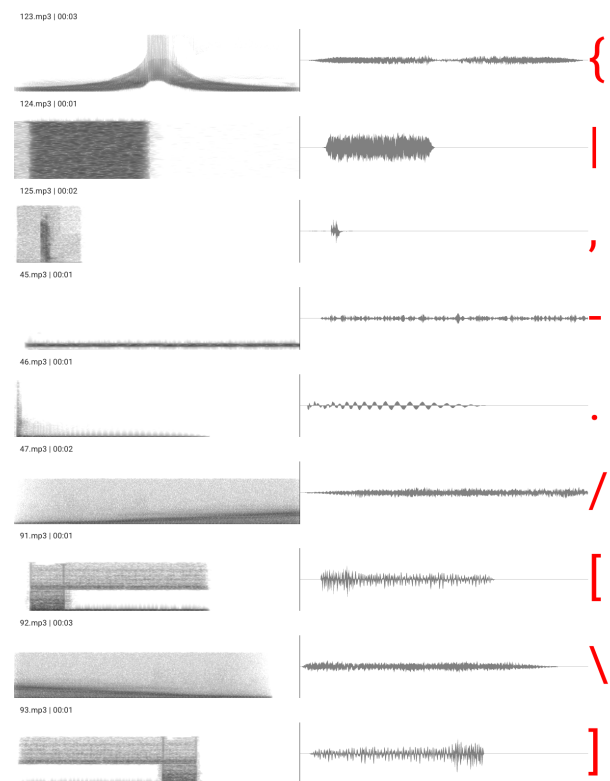 123.mp3 | 00:03
{
124.mp3 | 00:01
|
125.mp3 | 00:02
,
45.mp3 | 00:01
-
46.mp3 | 00:01
.
47.mp3 | 00:02
/
91.mp3 | 00:01
[
92.mp3 | 00:03
\
93.mp3 | 00:01
]